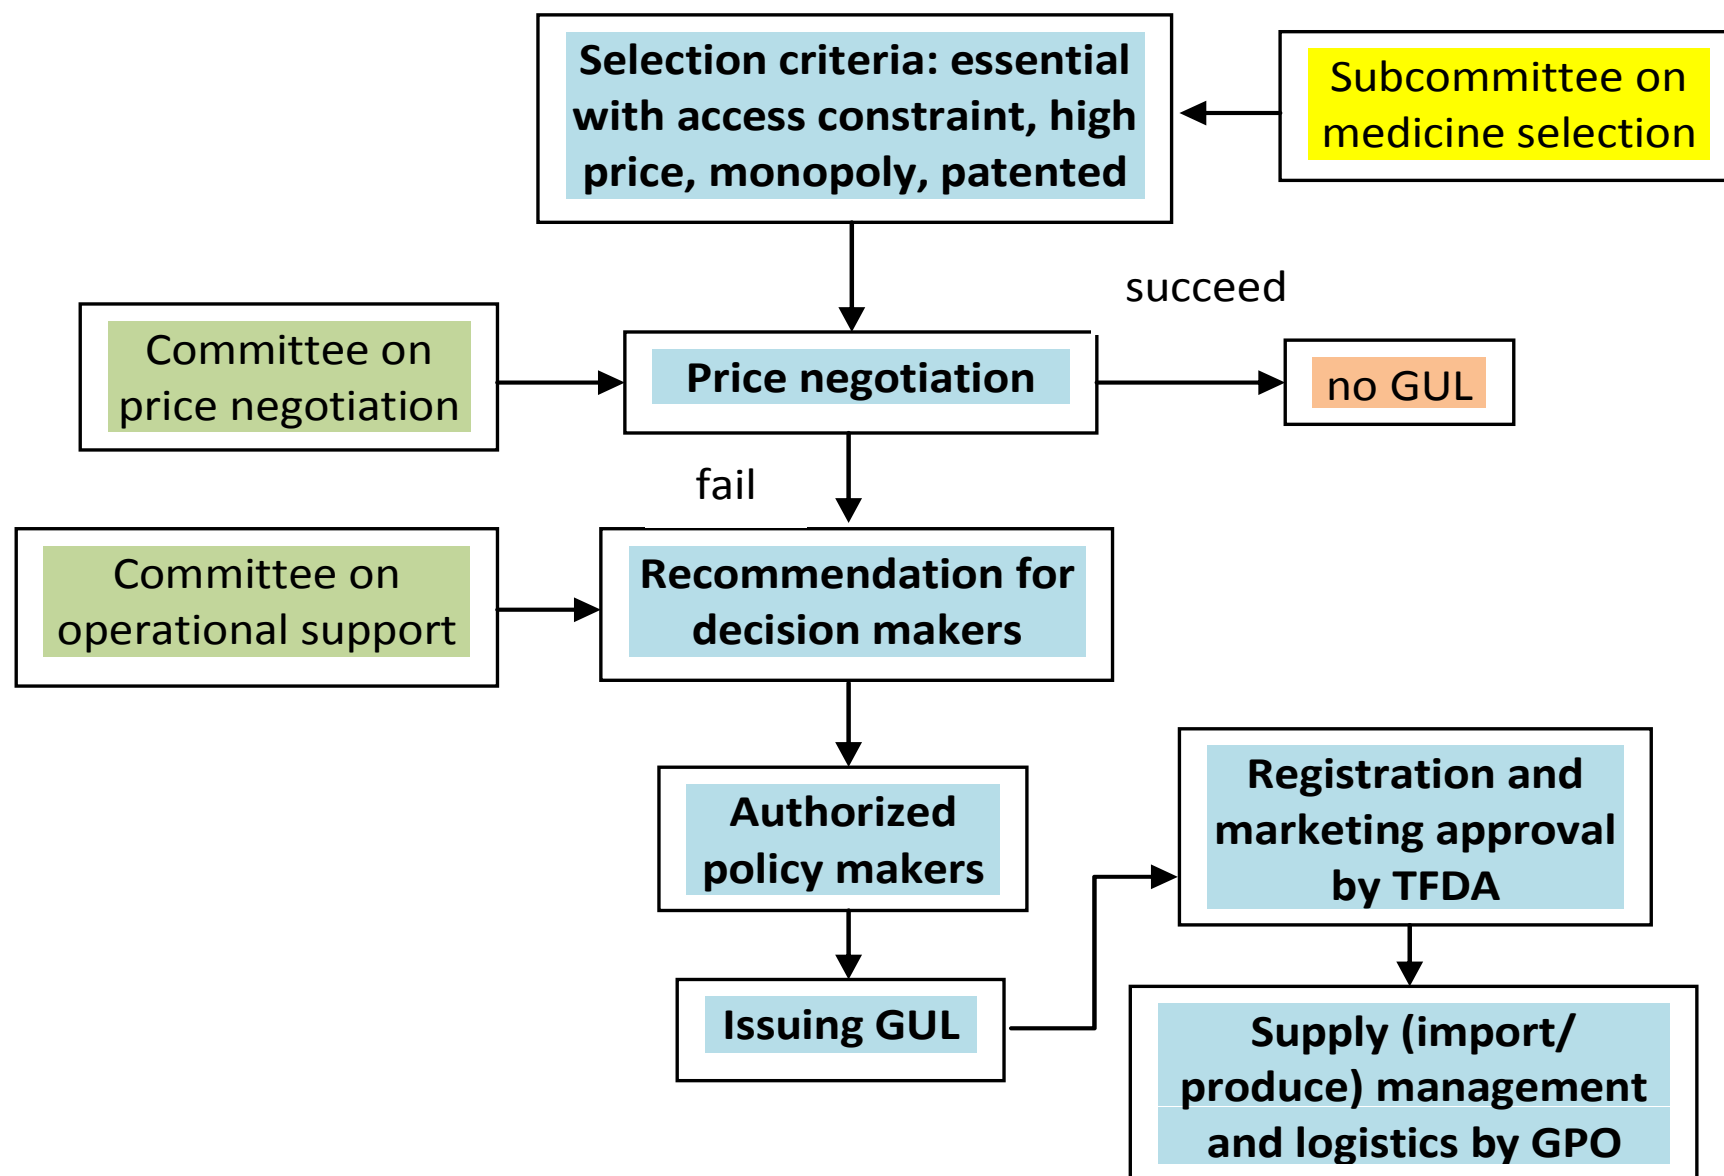 Selection criteria: essential
with access constraint, high
price, monopoly, patented
Subcommittee on
medicine selection
succeed
Committee on
price negotiation
Price negotiation
no GUL
fail
Committee on
operational support
Recommendation for
decision makers
Authorized
policy makers
Registration and
marketing approval
by TFDA
Issuing GUL
Supply (import/
produce) management
and logistics by GPO